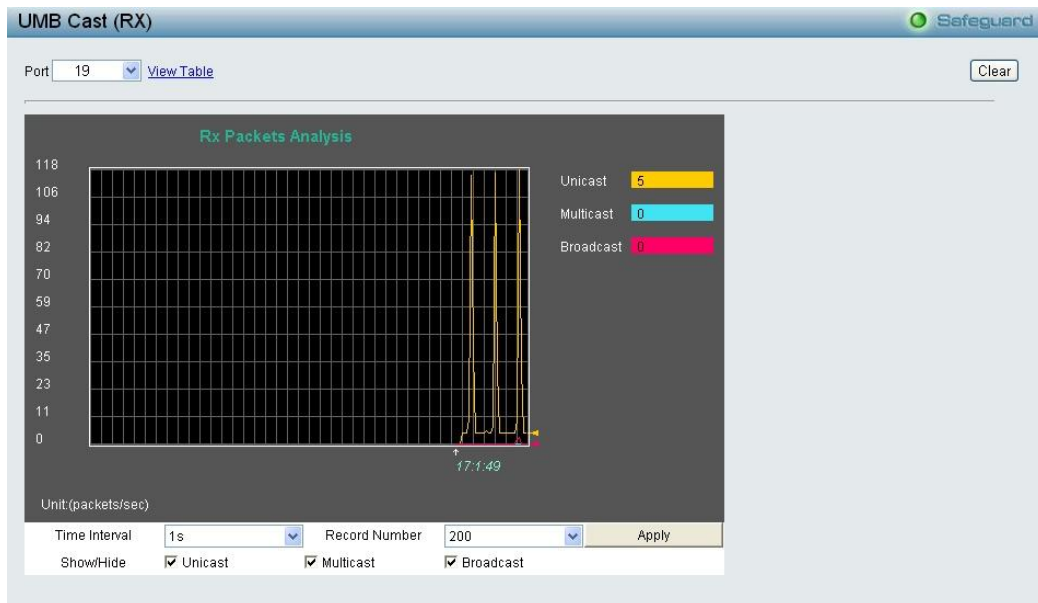 UMB Cast (RX)
Safeguard
Port 19 View Table
Clear
Rx Packets Analysis
118
106
94
82
70
59
47
35
23
11
0
Unicast 5
Multicast 0
Broadcast 0
17:1:49
Unit:(packets/sec)
Time Interval 1s Record Number 200 Apply
Show/Hide Unicast Multicast Broadcast